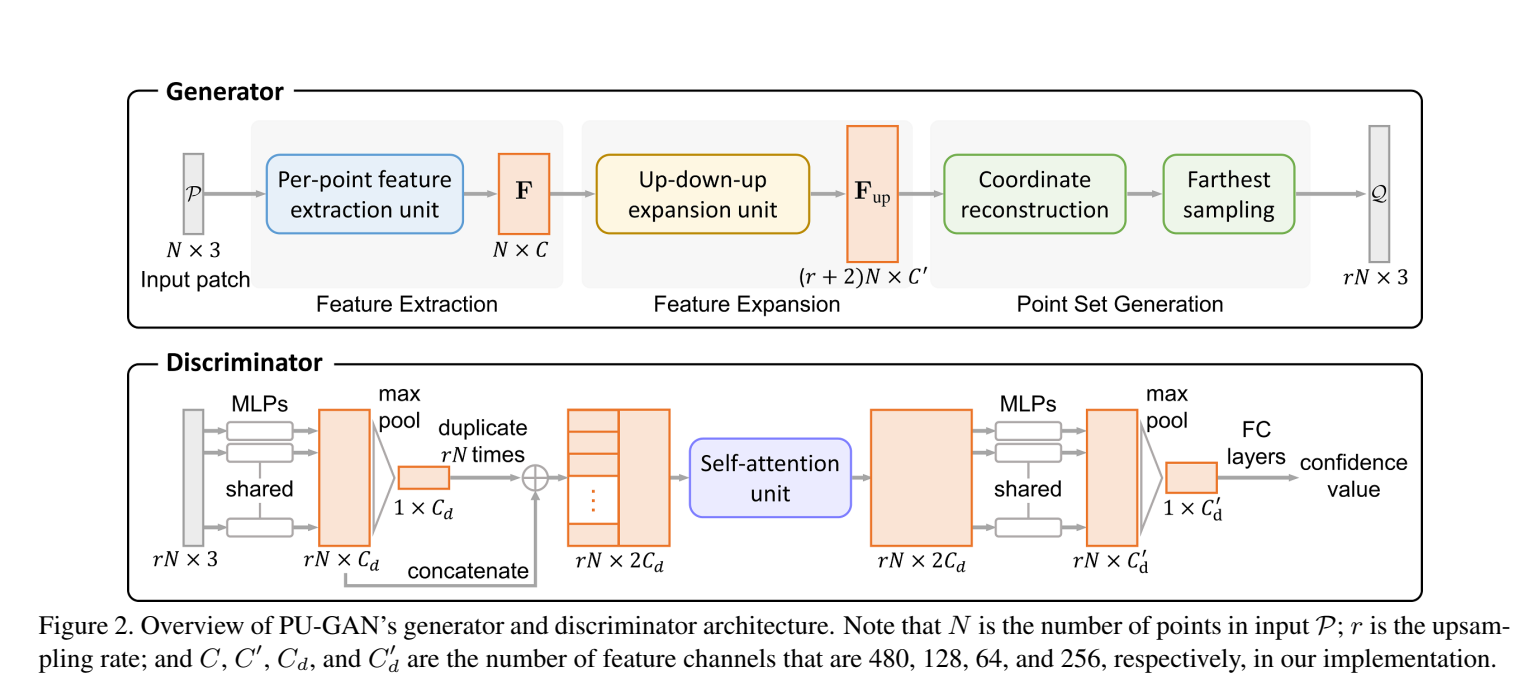 Generator
𝒫
N × 3
Input patch
Per-point feature
extraction unit
F
N × C
Feature Extraction
Up-down-up
expansion unit
F_up
(r + 2)N × C′
Feature Expansion
Coordinate
reconstruction
Farthest
sampling
Point Set Generation
𝒬
rN × 3
Discriminator
rN × 3
MLPs
shared
rN × C_d
max
pool
1 × C_d
duplicate
rN times
concatenate
⋮
rN × 2C_d
Self-attention
unit
rN × 2C_d
MLPs
shared
rN × C′_d
max
pool
1 × C′_d
FC
layers
confidence
value
Figure 2. Overview of PU-GAN's generator and discriminator architecture. Note that N is the number of points in input 𝒫; r is the upsam-
pling rate; and C, C′, C_d, and C′_d are the number of feature channels that are 480, 128, 64, and 256, respectively, in our implementation.